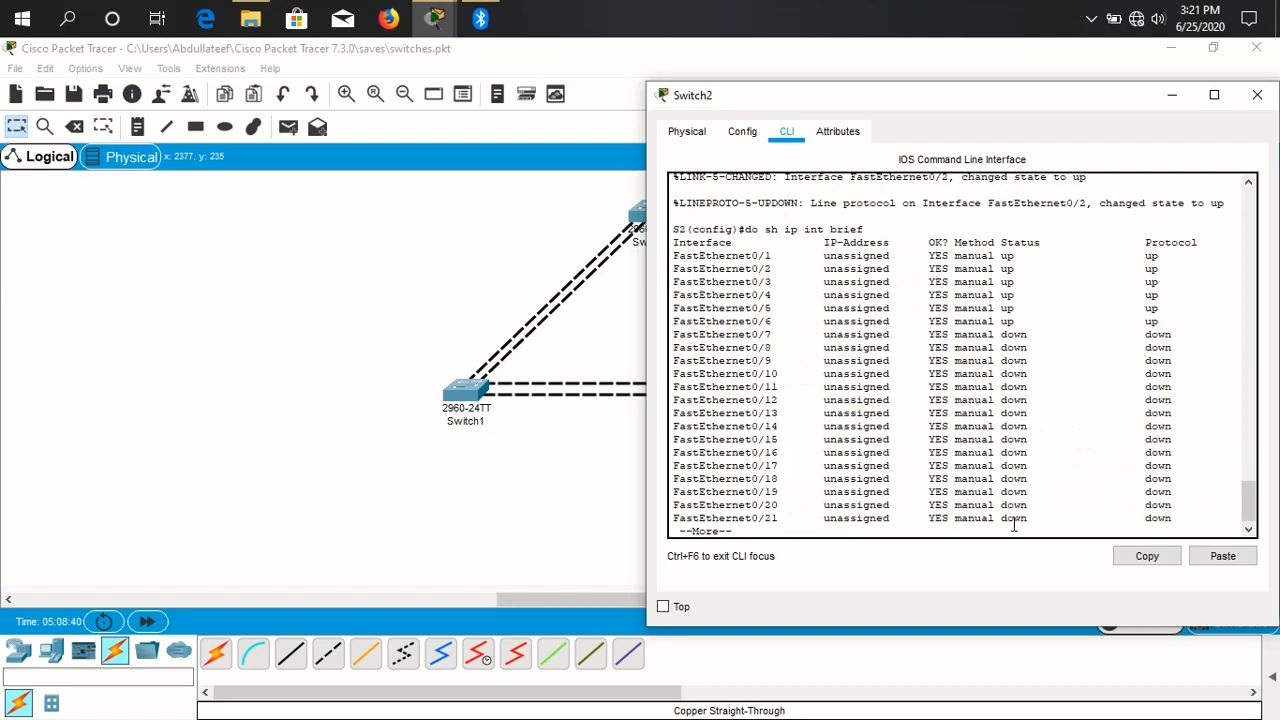 3:21 PM
6/25/2020
Cisco Packet Tracer - C:\Users\Abdullateef\Cisco Packet Tracer 7.3.0\saves\switches.pkt
File Edit Options View Tools Extensions Help
Logical Physical x: 2377, y: 235
2960-24TT
Switch1
Switch2
Physical Config CLI Attributes
IOS Command Line Interface
%LINK-5-CHANGED: Interface FastEthernet0/2, changed state to up
%LINEPROTO-5-UPDOWN: Line protocol on Interface FastEthernet0/2, changed state to up
S2(config)#do sh ip int brief
Interface IP-Address OK? Method Status Protocol
FastEthernet0/1 unassigned YES manual up up
FastEthernet0/2 unassigned YES manual up up
FastEthernet0/3 unassigned YES manual up up
FastEthernet0/4 unassigned YES manual up up
FastEthernet0/5 unassigned YES manual up up
FastEthernet0/6 unassigned YES manual up up
FastEthernet0/7 unassigned YES manual down down
FastEthernet0/8 unassigned YES manual down down
FastEthernet0/9 unassigned YES manual down down
FastEthernet0/10 unassigned YES manual down down
FastEthernet0/11 unassigned YES manual down down
FastEthernet0/12 unassigned YES manual down down
FastEthernet0/13 unassigned YES manual down down
FastEthernet0/14 unassigned YES manual down down
FastEthernet0/15 unassigned YES manual down down
FastEthernet0/16 unassigned YES manual down down
FastEthernet0/17 unassigned YES manual down down
FastEthernet0/18 unassigned YES manual down down
FastEthernet0/19 unassigned YES manual down down
FastEthernet0/20 unassigned YES manual down down
FastEthernet0/21 unassigned YES manual down down
--More--
Ctrl+F6 to exit CLI focus
Copy Paste
Top
Time: 05:08:40
Copper Straight-Through